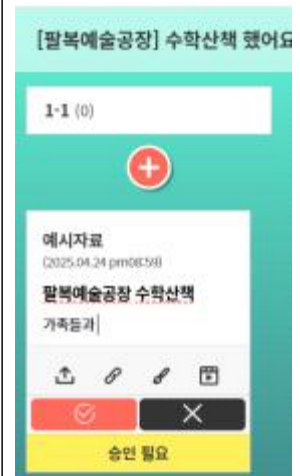 [팔복예술공장] 수학산책 했어요
1-1 (0)
예시자료
(2025.04.24 pm08:59)
팔복예술공장 수학산책
가족들과
승인 필요